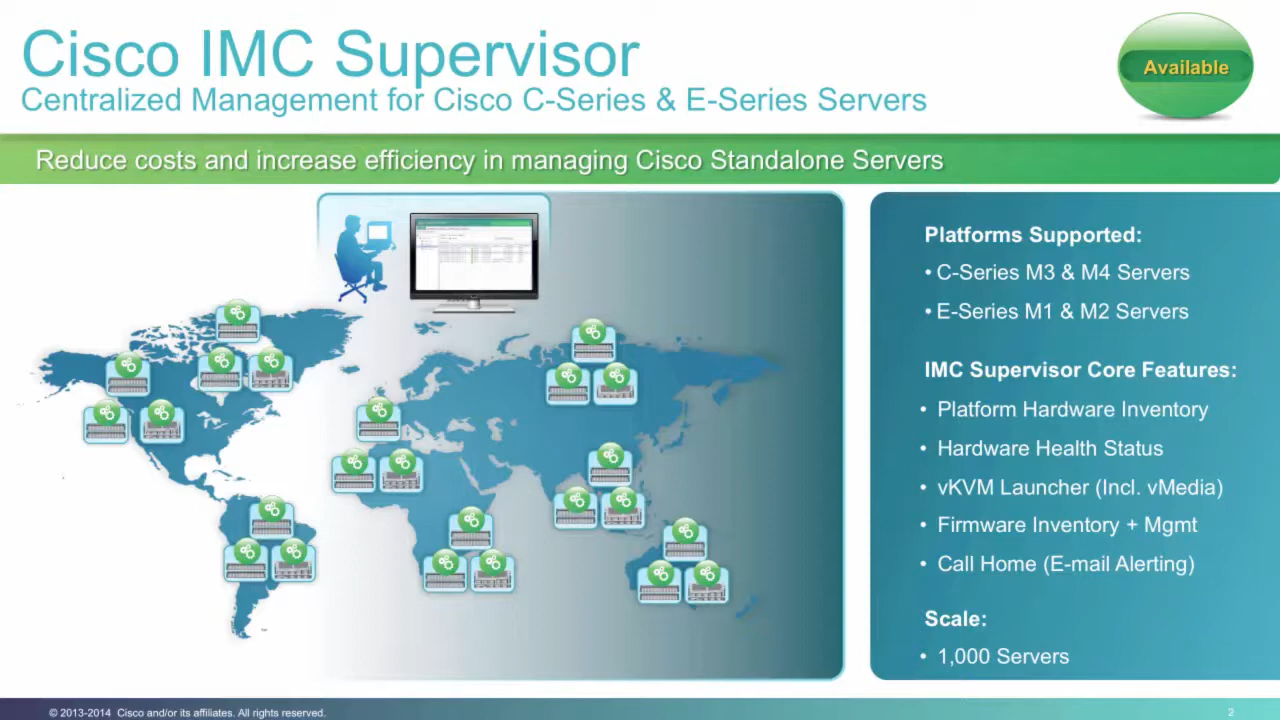 Cisco IMC Supervisor
Centralized Management for Cisco C-Series & E-Series Servers
Available
Reduce costs and increase efficiency in managing Cisco Standalone Servers
Platforms Supported:
• C-Series M3 & M4 Servers
• E-Series M1 & M2 Servers
IMC Supervisor Core Features:
• Platform Hardware Inventory
• Hardware Health Status
• vKVM Launcher (Incl. vMedia)
• Firmware Inventory + Mgmt
• Call Home (E-mail Alerting)
Scale:
• 1,000 Servers
© 2013-2014 Cisco and/or its affiliates. All rights reserved.
2